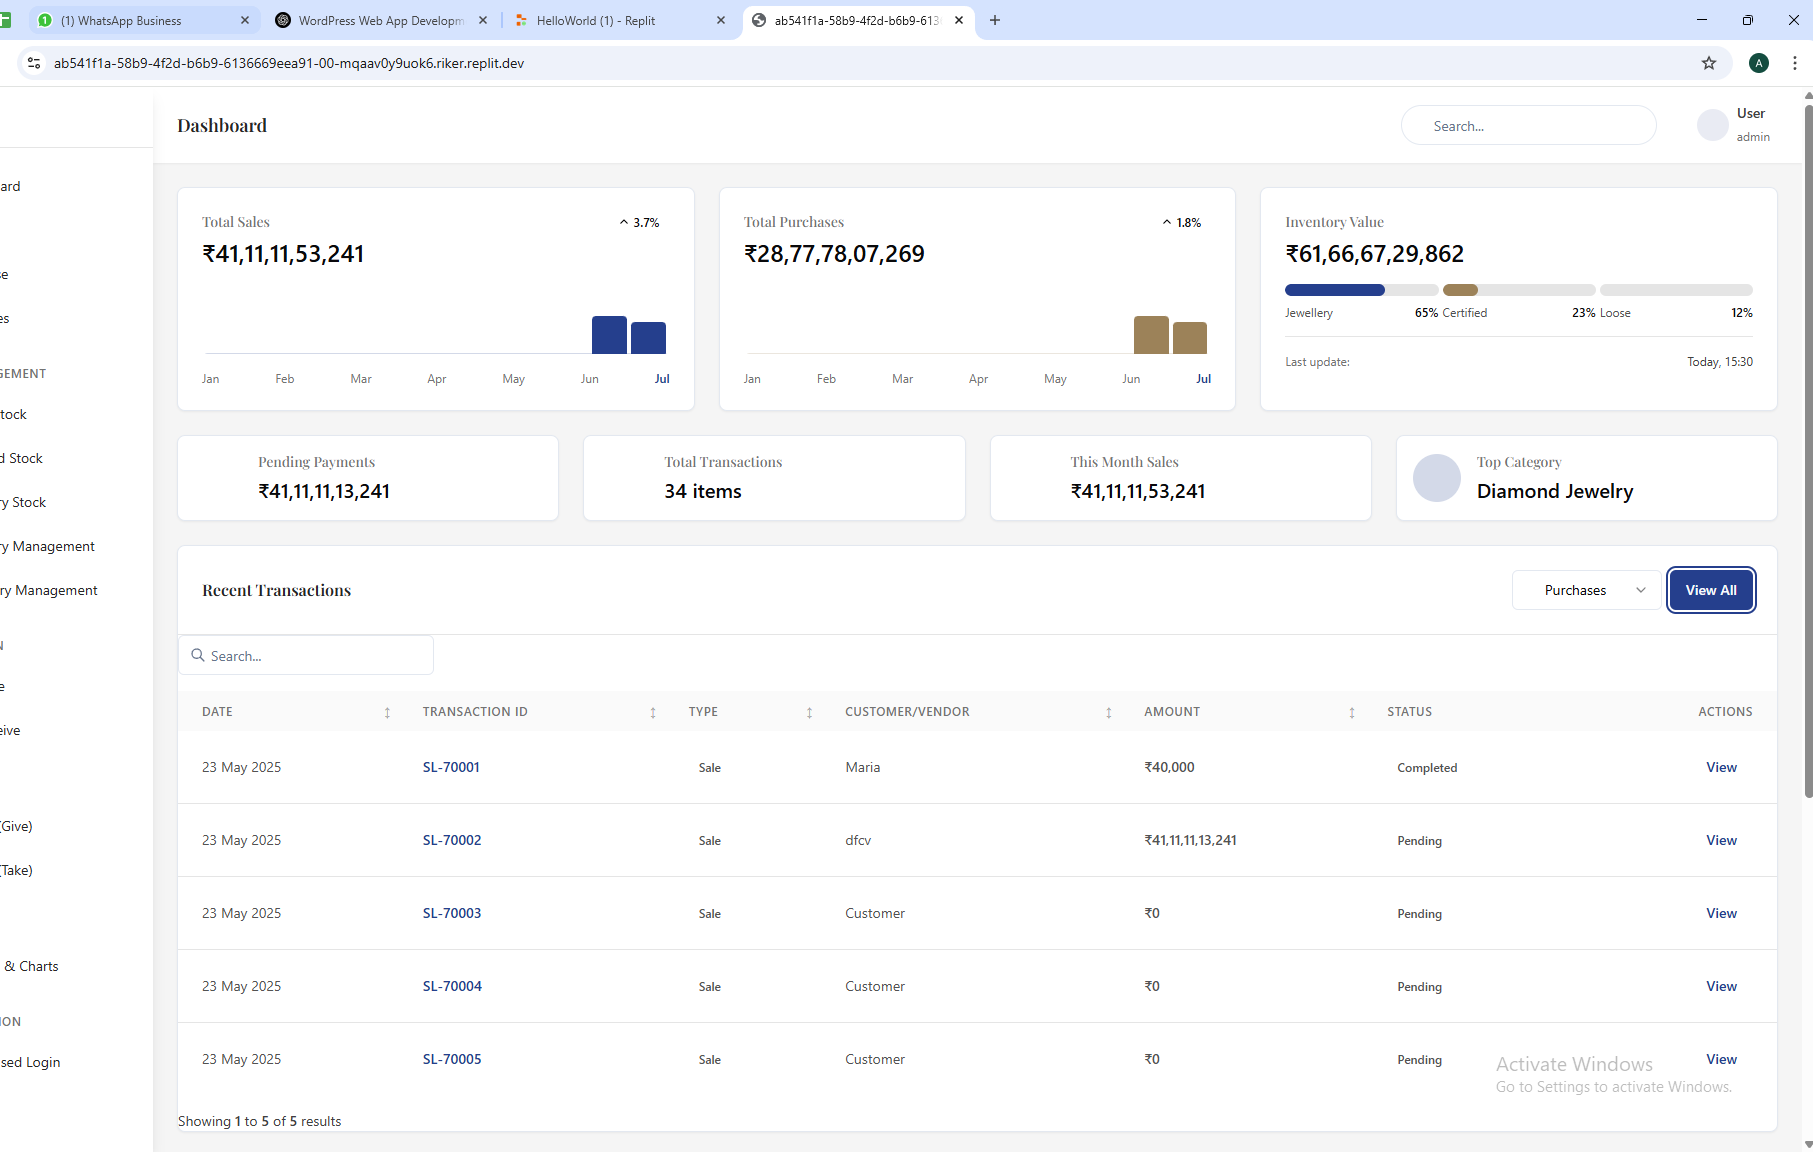 (1) WhatsApp Business
WordPress Web App Developm
HelloWorld (1) - Replit
ab541f1a-58b9-4f2d-b6b9-613
ab541f1a-58b9-4f2d-b6b9-6136669eea91-00-mqaav0y9uok6.riker.replit.dev
A
Dashboard
Search...
User
admin
ard
se
es
GEMENT
tock
d Stock
ry Stock
ry Management
ry Management
N
e
eive
(Give)
(Take)
& Charts
ION
sed Login
Total Sales
3.7%
₹41,11,11,53,241
Jan Feb Mar Apr May Jun Jul
Total Purchases
1.8%
₹28,77,78,07,269
Jan Feb Mar Apr May Jun Jul
Inventory Value
₹61,66,67,29,862
Jewellery 65% Certified 23% Loose 12%
Last update: Today, 15:30
Pending Payments
₹41,11,11,13,241
Total Transactions
34 items
This Month Sales
₹41,11,11,53,241
Top Category
Diamond Jewelry
Recent Transactions
Purchases
View All
Search...
DATE TRANSACTION ID TYPE CUSTOMER/VENDOR AMOUNT STATUS ACTIONS
23 May 2025 SL-70001 Sale Maria ₹40,000 Completed View
23 May 2025 SL-70002 Sale dfcv ₹41,11,11,13,241 Pending View
23 May 2025 SL-70003 Sale Customer ₹0 Pending View
23 May 2025 SL-70004 Sale Customer ₹0 Pending View
23 May 2025 SL-70005 Sale Customer ₹0 Pending View
Activate Windows
Go to Settings to activate Windows.
Showing 1 to 5 of 5 results